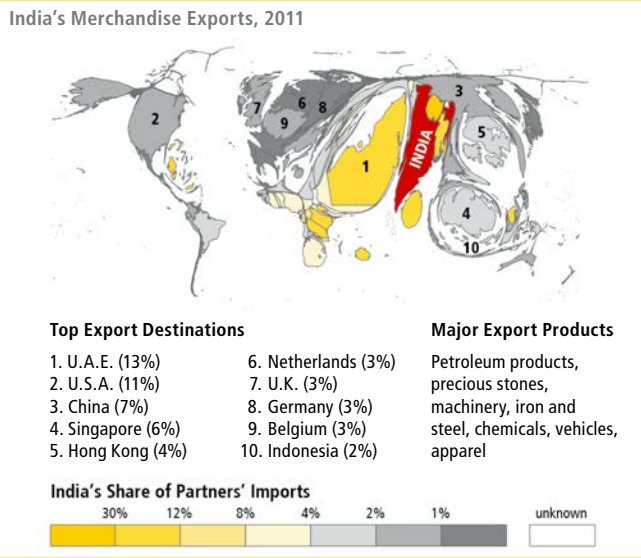 India's Merchandise Exports, 2011
2
7
6
8
9
1
INDIA
3
5
4
10
Top Export Destinations
1. U.A.E. (13%)
2. U.S.A. (11%)
3. China (7%)
4. Singapore (6%)
5. Hong Kong (4%)
6. Netherlands (3%)
7. U.K. (3%)
8. Germany (3%)
9. Belgium (3%)
10. Indonesia (2%)
Major Export Products
Petroleum products,
precious stones,
machinery, iron and
steel, chemicals, vehicles,
apparel
India's Share of Partners' Imports
30% 12% 8% 4% 2% 1% unknown